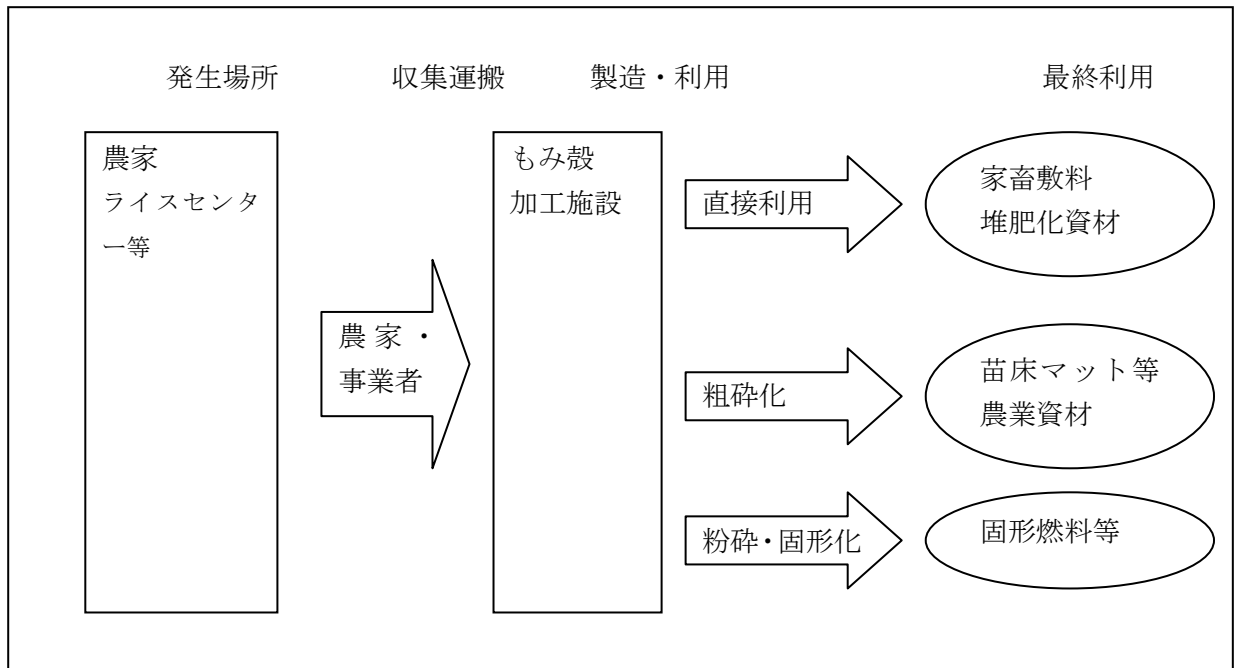 発生場所 収集運搬 製造・利用 最終利用
農家
ライスセンタ
ー等
農家・
事業者
もみ殻
加工施設
直接利用
家畜敷料
堆肥化資材
粗砕化
苗床マット等
農業資材
粉砕・固形化
固形燃料等